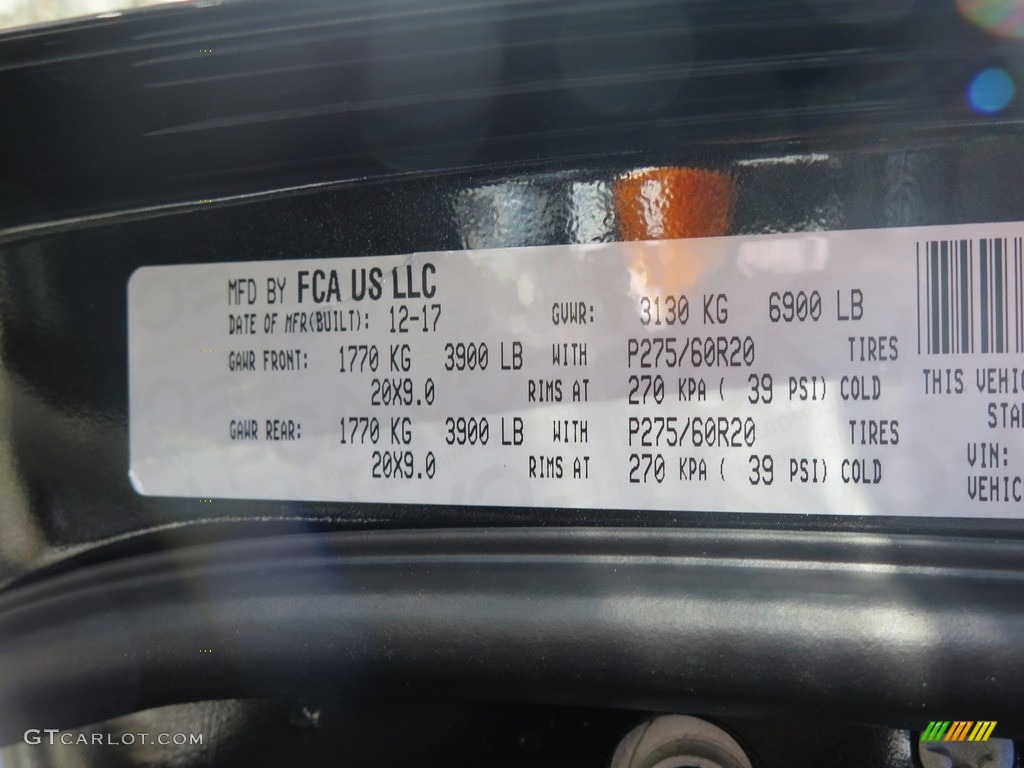 MFD BY FCA US LLC
DATE OF MFR(BUILT): 12-17 GVWR: 3130 KG 6900 LB
GAWR FRONT: 1770 KG 3900 LB WITH P275/60R20 TIRES
20X9.0 RIMS AT 270 KPA ( 39 PSI) COLD
GAWR REAR: 1770 KG 3900 LB WITH P275/60R20 TIRES
20X9.0 RIMS AT 270 KPA ( 39 PSI) COLD
THIS VEHIC
STA
VIN:
VEHIC
GTCARLOT.COM